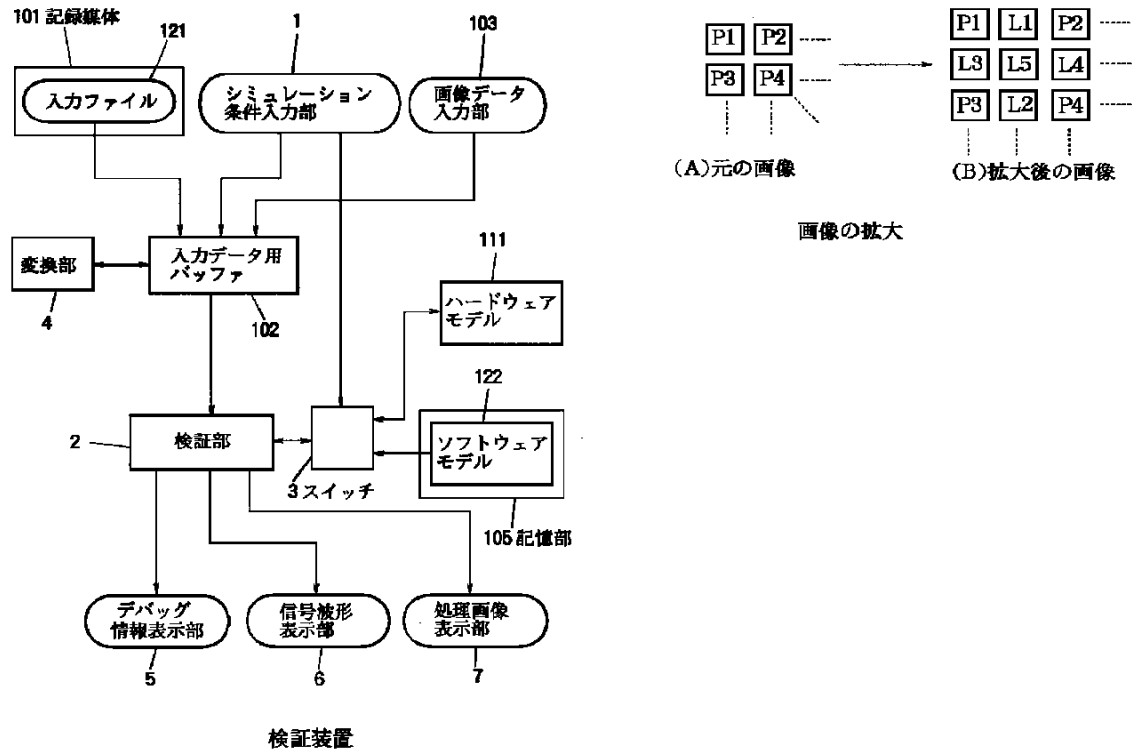 101 記録媒体
121
入力ファイル
1
シミュレーション
条件入力部
103
画像データ
入力部
変換部
4
入力データ用
バッファ
102
111
ハードウェア
モデル
122
ソフトウェア
モデル
105 記憶部
2
検証部
3 スイッチ
デバッグ
情報表示部
5
信号波形
表示部
6
処理画像
表示部
7
検証装置
P1 P2
P3 P4
(A)元の画像
P1 L1 P2
L3 L5 L4
P3 L2 P4
(B)拡大後の画像
画像の拡大